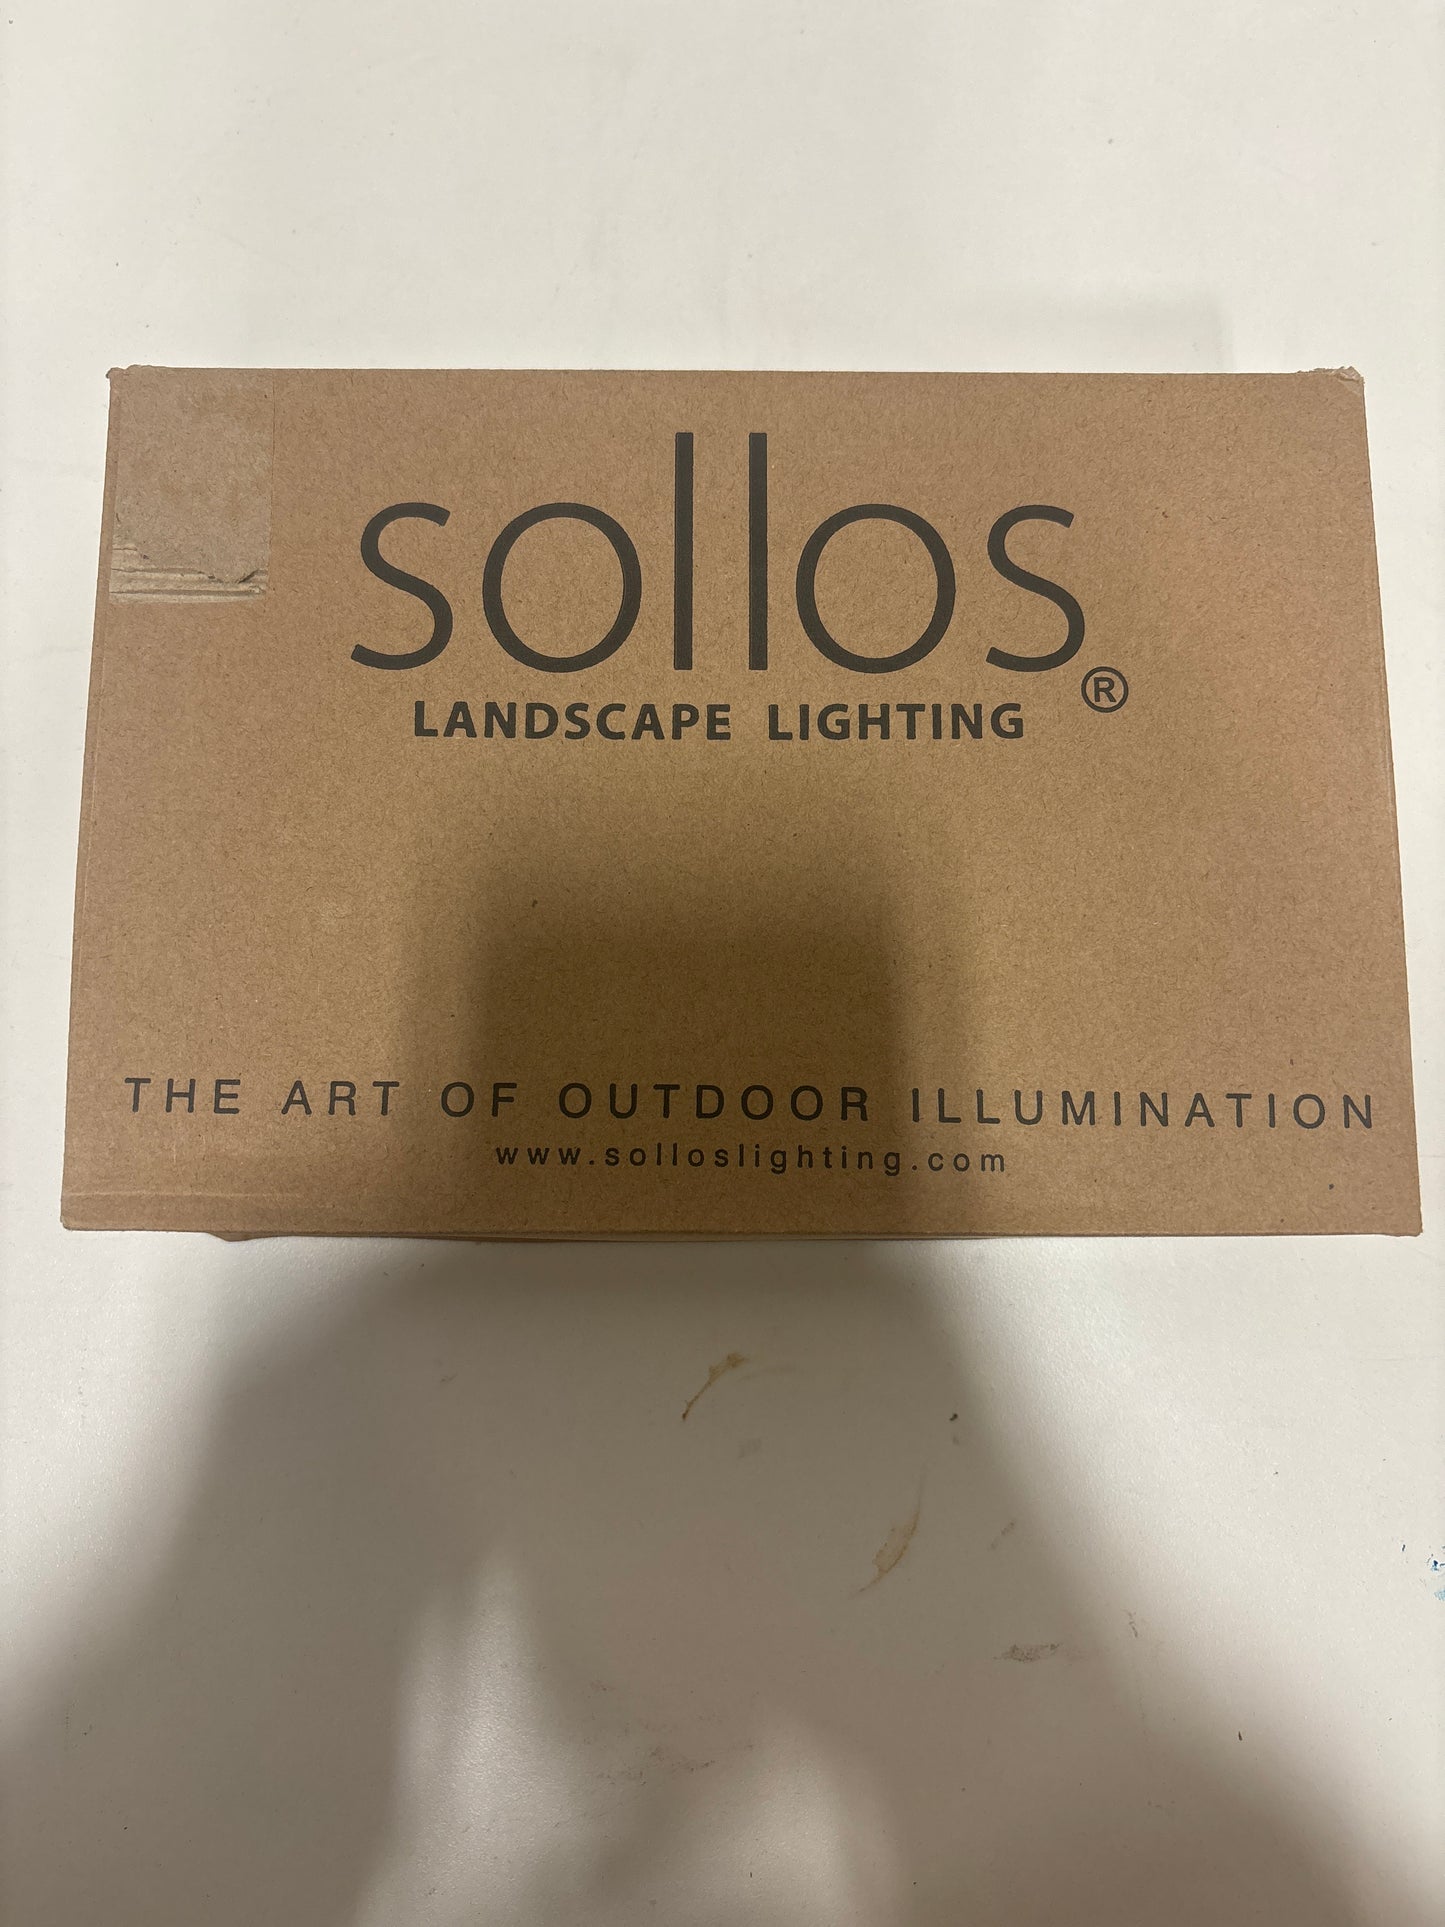 sollos®
LANDSCAPE LIGHTING
THE ART OF OUTDOOR ILLUMINATION
www.solloslighting.com